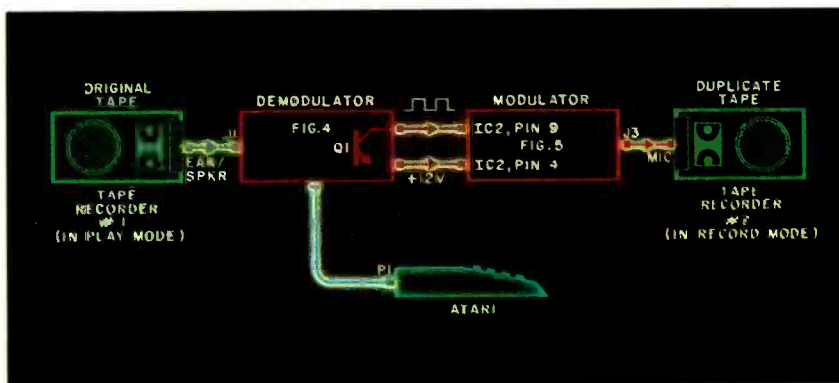 ORIGINAL
TAPE
J1
EAR/
SPKR
TAPE
RECORDER
#1
(IN PLAY MODE)
DEMODULATOR
FIG.4
Q1
+12V
MODULATOR
IC2, PIN 9
FIG.5
IC2, PIN 4
J3
MIC
DUPLICATE
TAPE
TAPE
RECORDER
#2
(IN RECORD MODE)
P1
ATARI